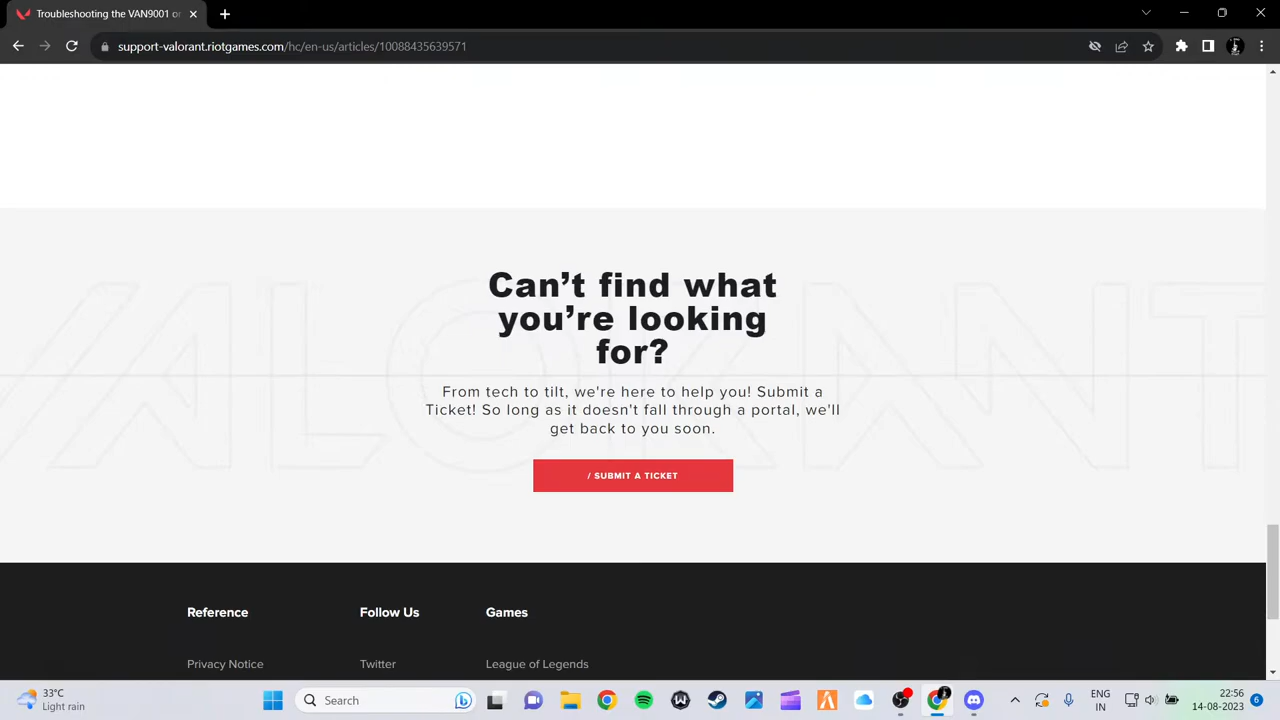 Troubleshooting the VAN9001 or
support-valorant.riotgames.com/hc/en-us/articles/10088435639571
VALORANT
Can't find what
you're looking
for?
From tech to tilt, we're here to help you! Submit a
Ticket! So long as it doesn't fall through a portal, we'll
get back to you soon.
/ SUBMIT A TICKET
Reference
Follow Us
Games
Privacy Notice
Twitter
League of Legends
33°C
Light rain
Search
ENG
IN
22:56
14-08-2023
6